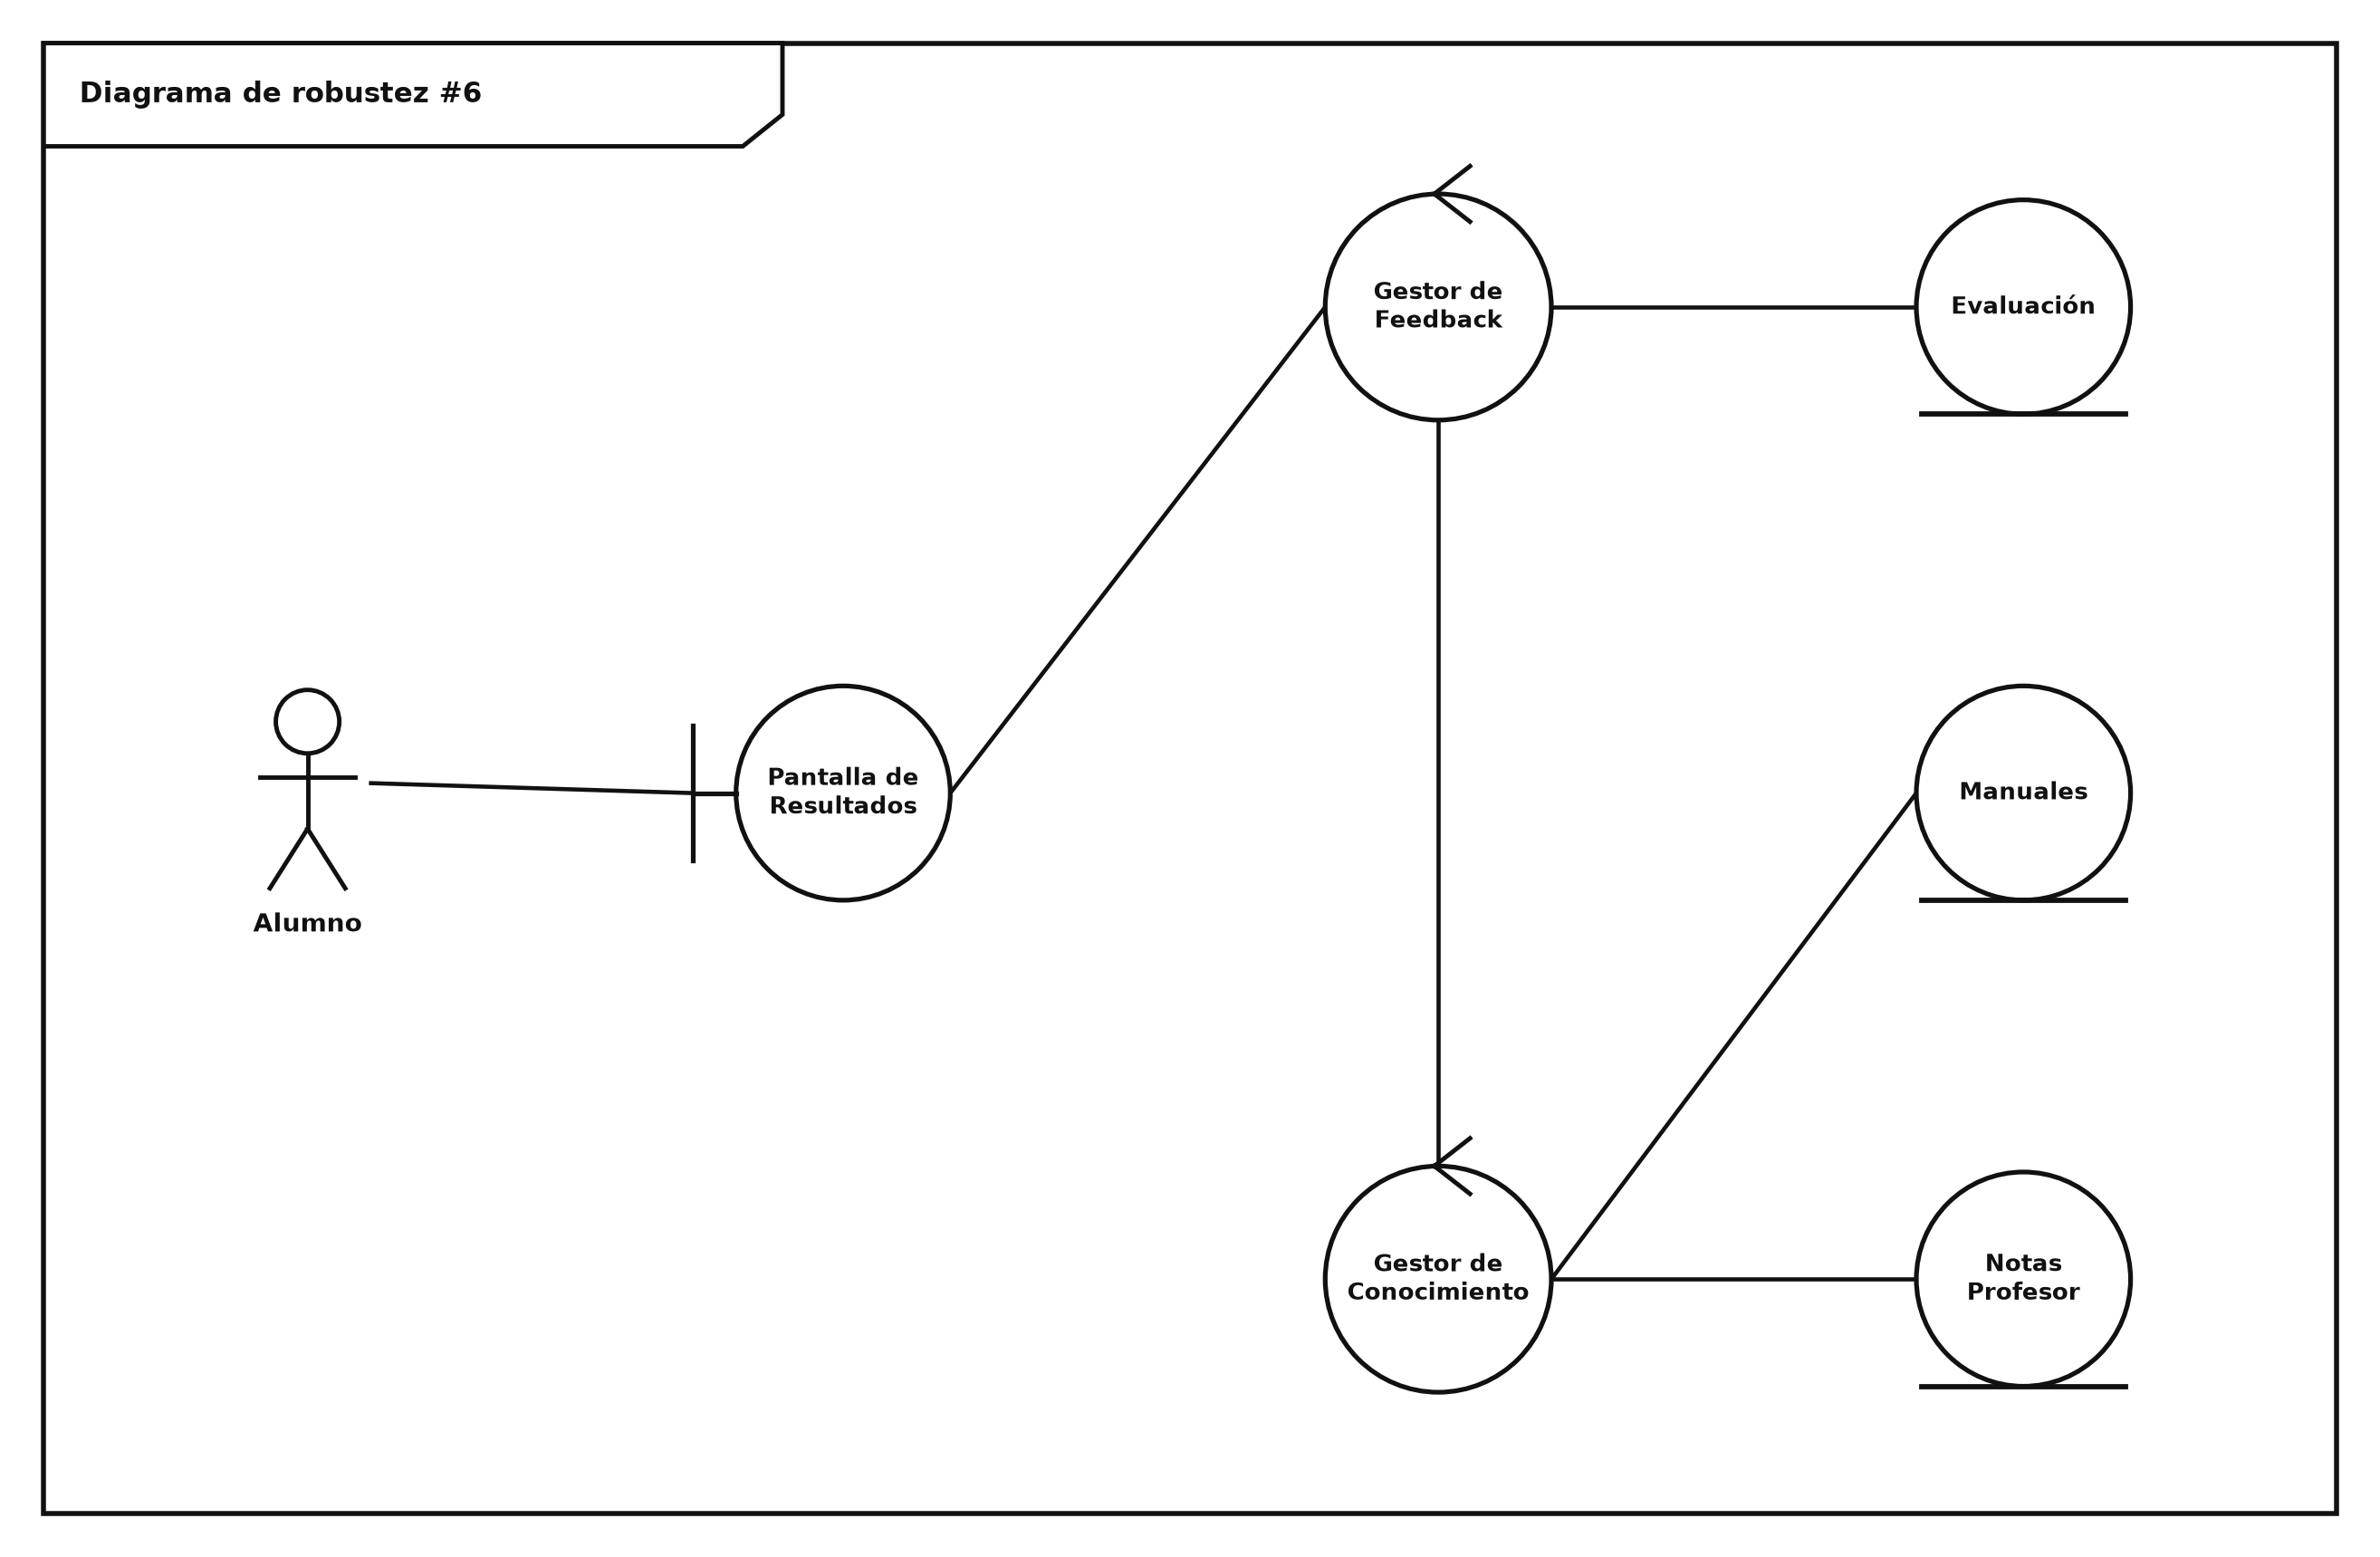 Diagrama de robustez #6
Gestor de
Feedback
Evaluación
Pantalla de
Resultados
Manuales
Alumno
Gestor de
Conocimiento
Notas
Profesor